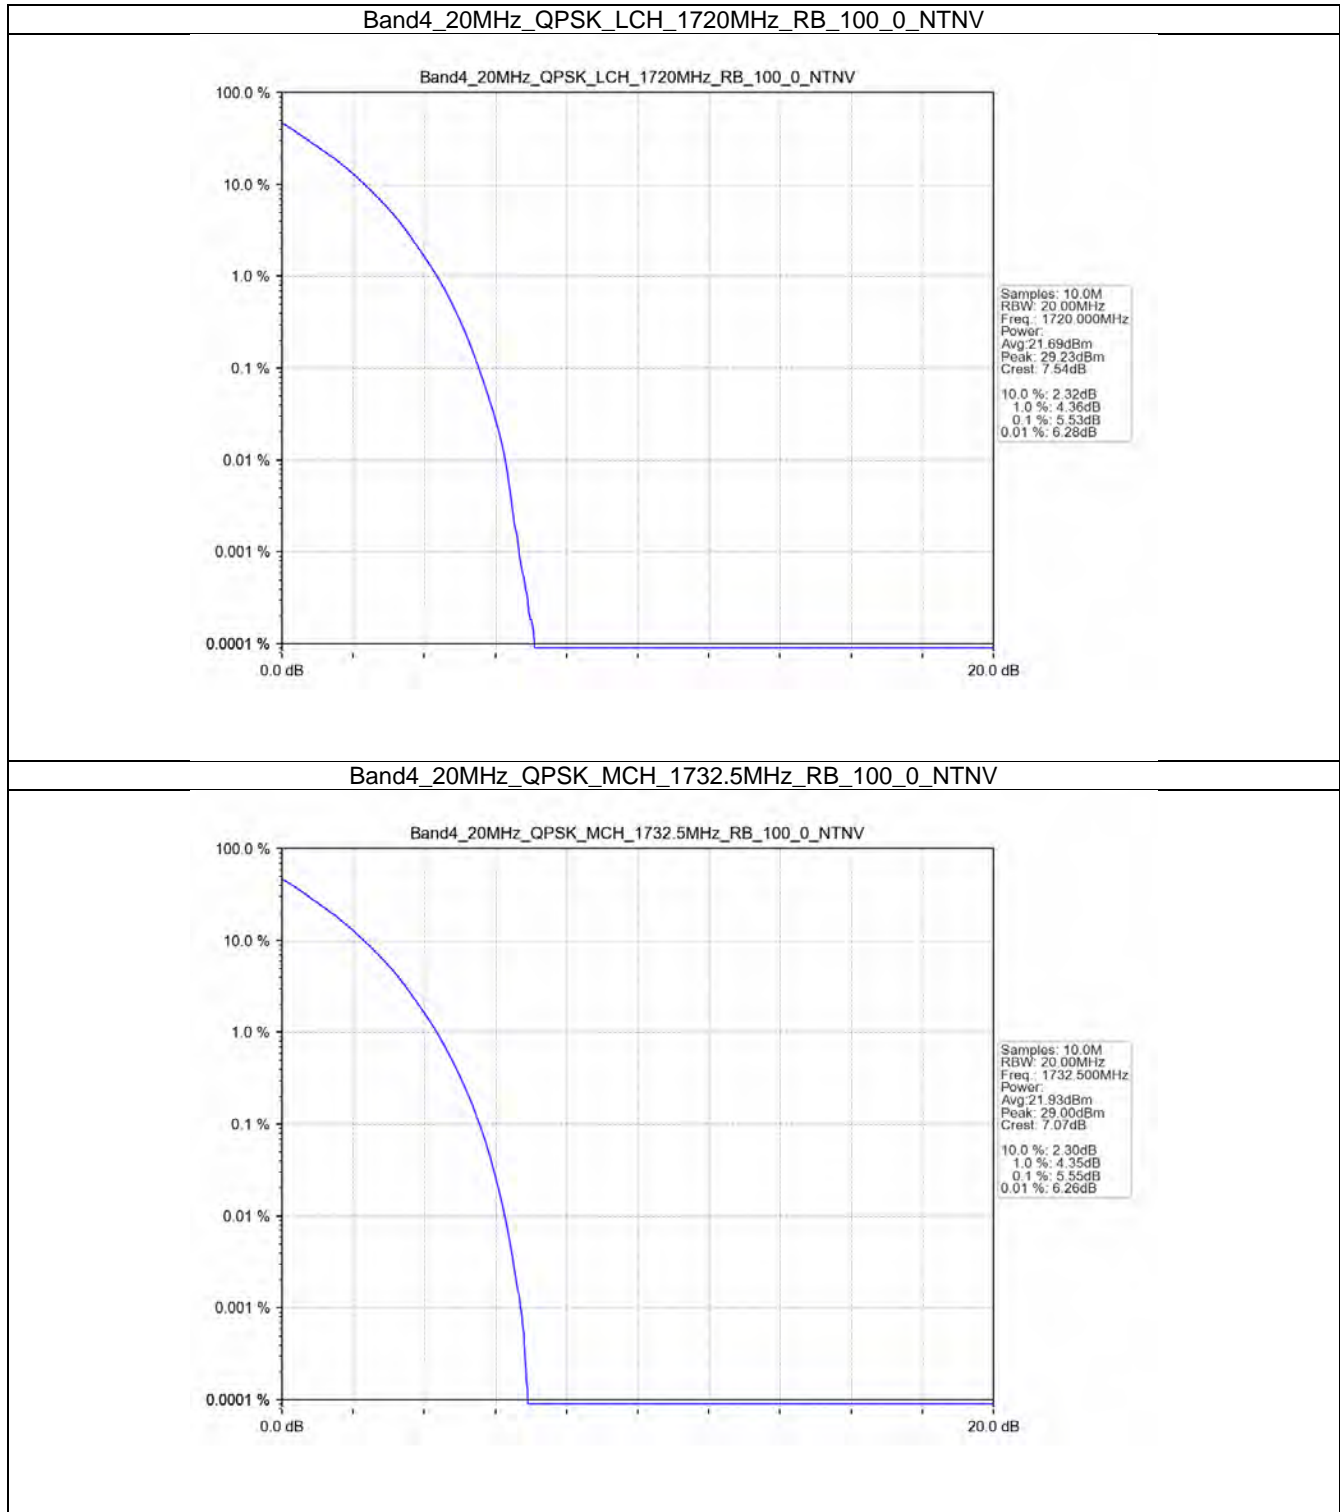 Band4_20MHz_QPSK_LCH_1720MHz_RB_100_0_NTNV
Band4_20MHz_QPSK_LCH_1720MHz_RB_100_0_NTNV
100.0 %
10.0 %
1.0 %
0.1 %
0.01 %
0.001 %
0.0001 %
0.0 dB
20.0 dB
Samples: 10.0M
RBW: 20.00MHz
Freq.: 1720.000MHz
Power:
Avg:21.69dBm
Peak: 29.23dBm
Crest: 7.54dB
10.0 %: 2.32dB
1.0 %: 4.36dB
0.1 %: 5.53dB
0.01 %: 6.28dB
Band4_20MHz_QPSK_MCH_1732.5MHz_RB_100_0_NTNV
Band4_20MHz_QPSK_MCH_1732.5MHz_RB_100_0_NTNV
100.0 %
10.0 %
1.0 %
0.1 %
0.01 %
0.001 %
0.0001 %
0.0 dB
20.0 dB
Samples: 10.0M
RBW: 20.00MHz
Freq.: 1732.500MHz
Power:
Avg:21.93dBm
Peak: 29.00dBm
Crest: 7.07dB
10.0 %: 2.30dB
1.0 %: 4.35dB
0.1 %: 5.55dB
0.01 %: 6.26dB